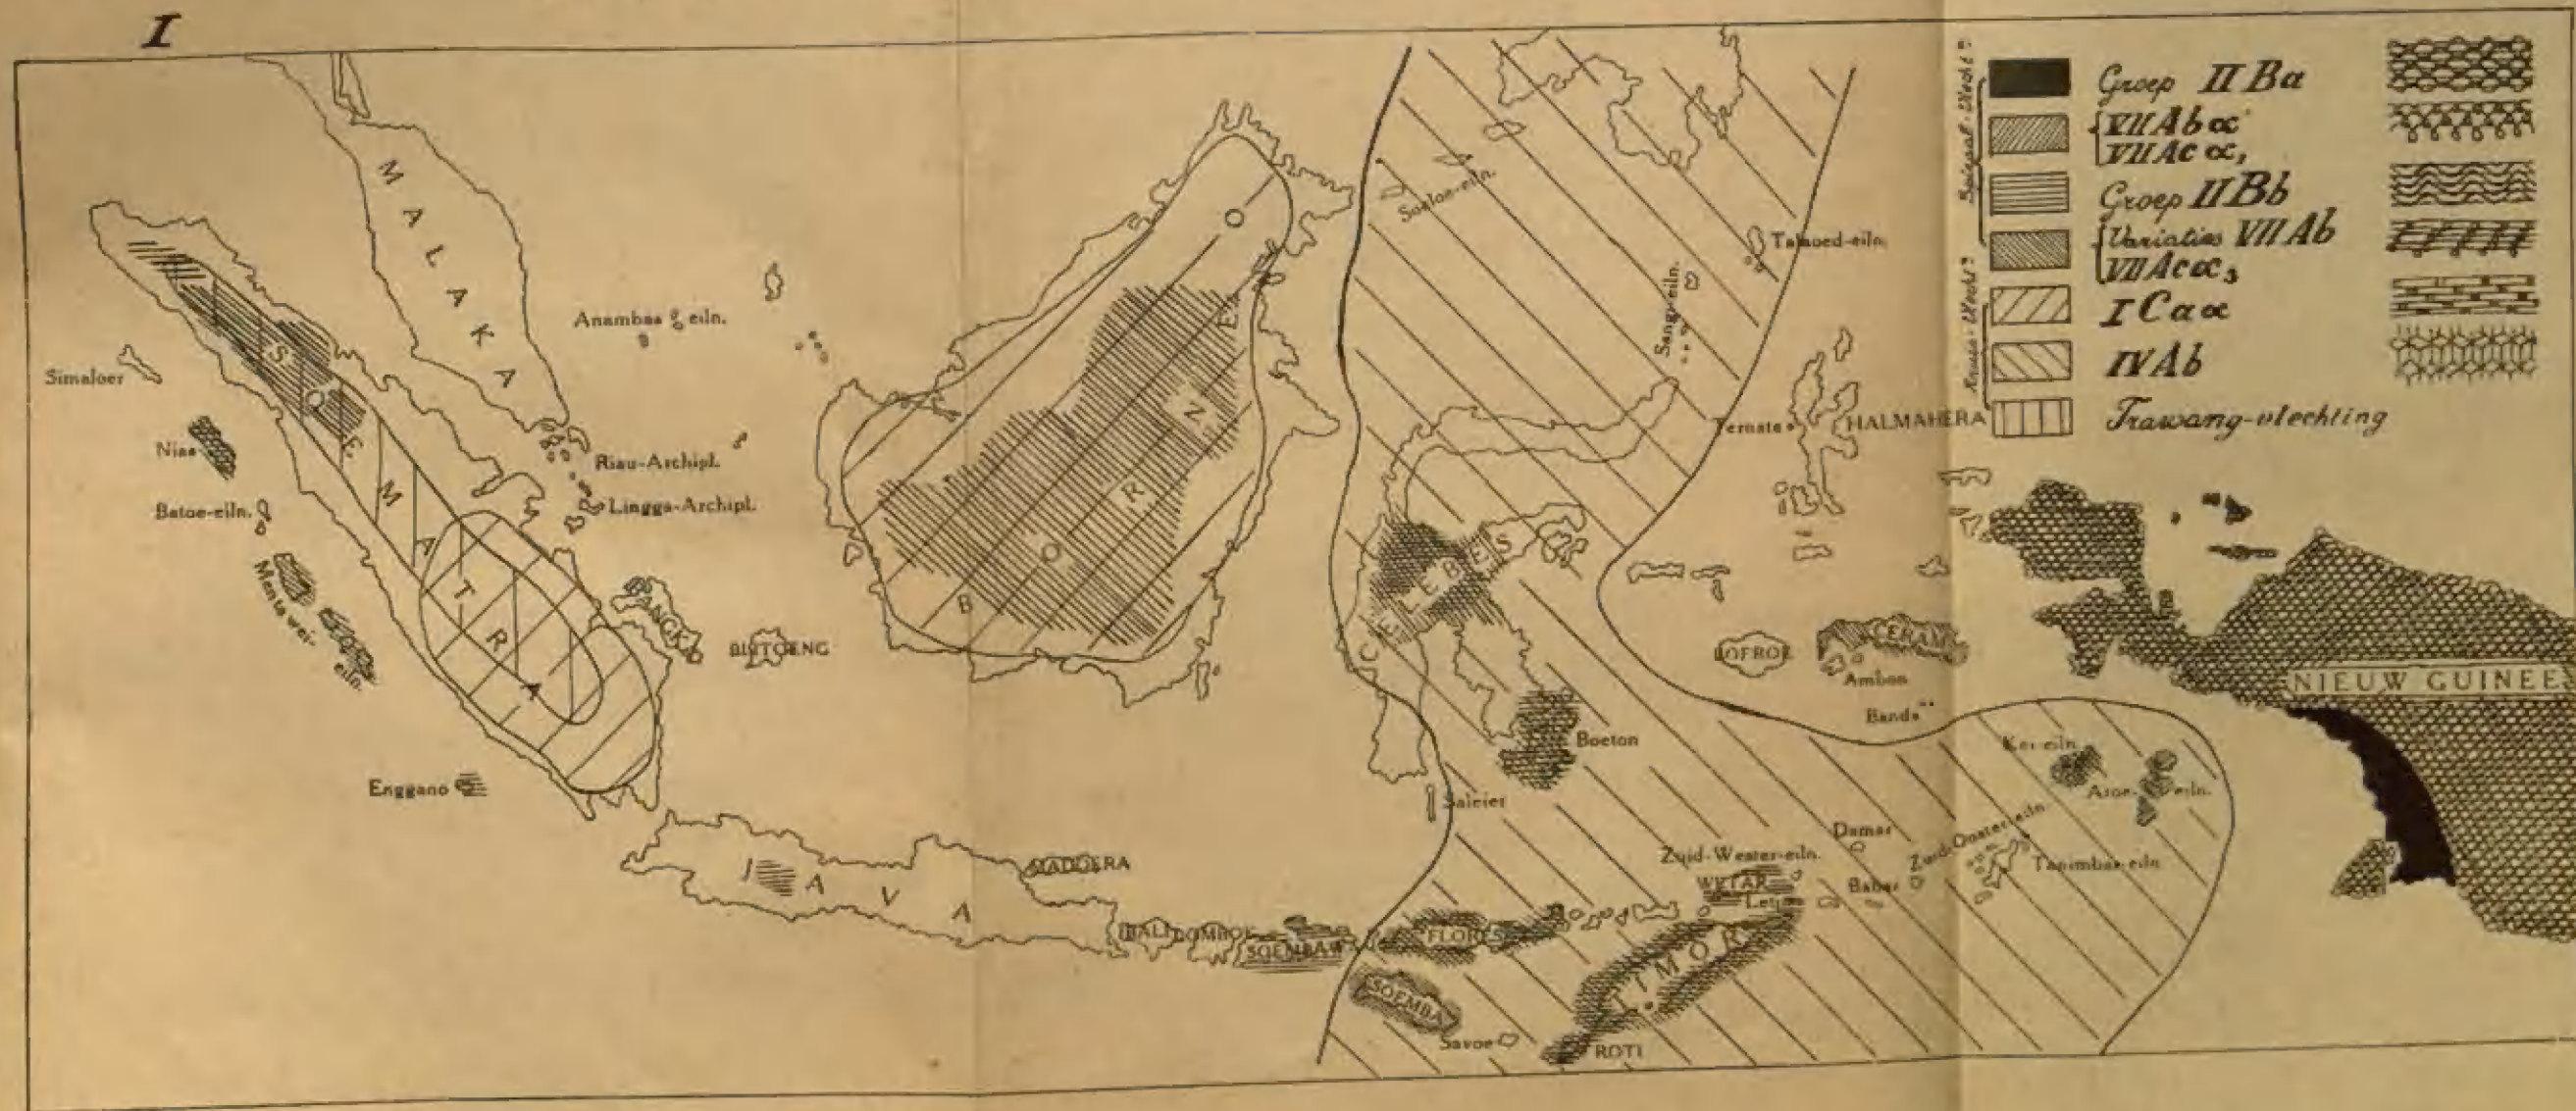 I
Groep II Ba
VII Ab α
VII Ac α,
Groep II Bb
Variaties VII Ab
VII Ac α3
I Ca α
IV Ab
Trawang-vlechting
MALAKA
Anambas eiln.
Simaloer
Nias
Batoe-eiln.
Mentawei-
eiln.
Enggano
SOEMATRA
Riau-Archipl.
Lingga-Archipl.
BANGKA
BLITOENG
BORNEO
JAVA
MADOERA
BALI
LOMBOK
SOEMBAWA
FLORES
SOEMBA
Savoe
ROTI
TIMOR
WETAR
Zuid-Wester-eiln.
Damar
Babar
Zuid-Ooster-eiln.
Tanimbar-eiln.
Kei-eiln.
Aroe-eiln.
Saleier
Boeton
CELEBES
Soeloe-eiln.
Sangi-eiln.
Talaoed-eiln.
Ternate
HALMAHERA
BOEROE
CERAM
Ambon
Banda
NIEUW GUINEE